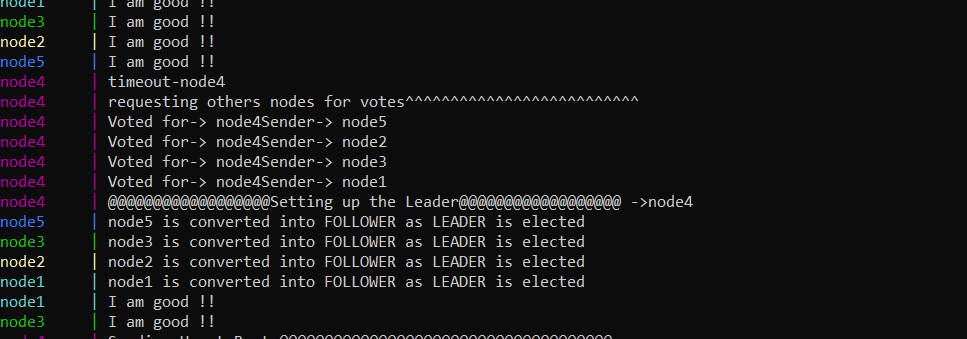 node1 | I am good !!
node3 | I am good !!
node2 | I am good !!
node5 | I am good !!
node4 | timeout-node4
node4 | requesting others nodes for votes^^^^^^^^^^^^^^^^^^^^^^^^^^
node4 | Voted for-> node4Sender-> node5
node4 | Voted for-> node4Sender-> node2
node4 | Voted for-> node4Sender-> node3
node4 | Voted for-> node4Sender-> node1
node4 | @@@@@@@@@@@@@@@@@@Setting up the Leader@@@@@@@@@@@@@@@@@@ ->node4
node5 | node5 is converted into FOLLOWER as LEADER is elected
node3 | node3 is converted into FOLLOWER as LEADER is elected
node2 | node2 is converted into FOLLOWER as LEADER is elected
node1 | node1 is converted into FOLLOWER as LEADER is elected
node1 | I am good !!
node3 | I am good !!